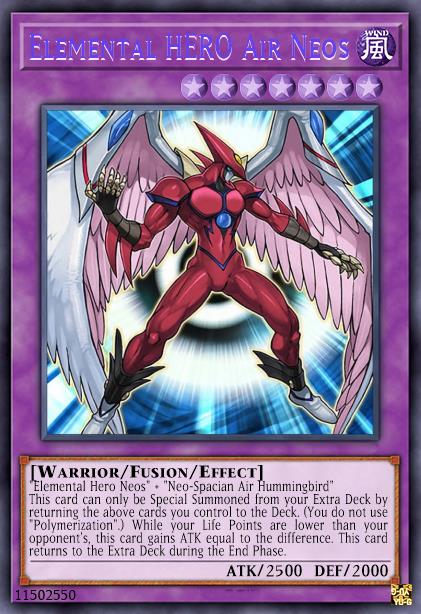 Elemental HERO Air Neos
WIND
風
[Warrior/Fusion/Effect]
"Elemental Hero Neos" + "Neo-Spacian Air Hummingbird"
This card can only be Special Summoned from your Extra Deck by
returning the above cards you control to the Deck. (You do not use
"Polymerization".) While your Life Points are lower than your
opponent's, this card gains ATK equal to the difference. This card
returns to the Extra Deck during the End Phase.
ATK/2500 DEF/2000
11502550